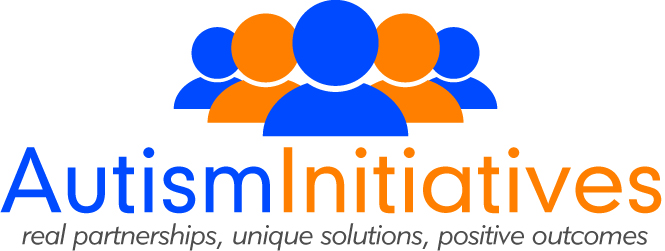 AutismInitiatives
real partnerships, unique solutions, positive outcomes